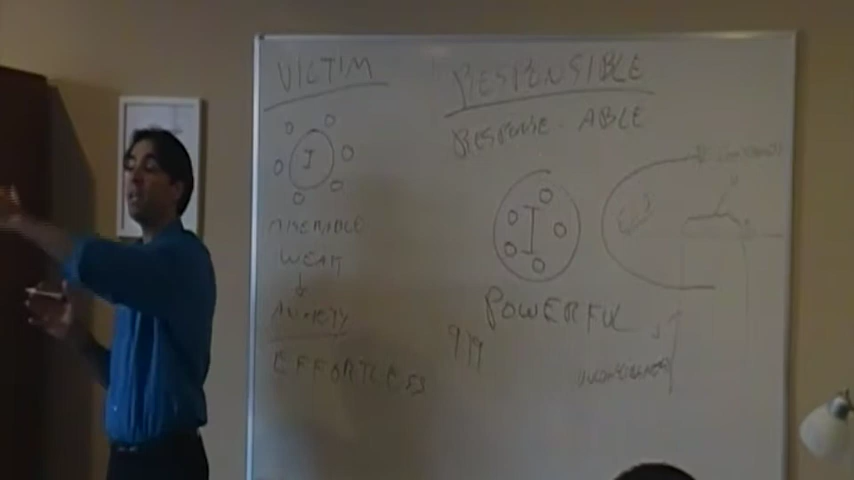 VICTIM
I
MISERABLE
WEAK
ANXIETY
EFFORTLESS
RESPONSIBLE
RESPONSE - ABLE
I
POWERFUL